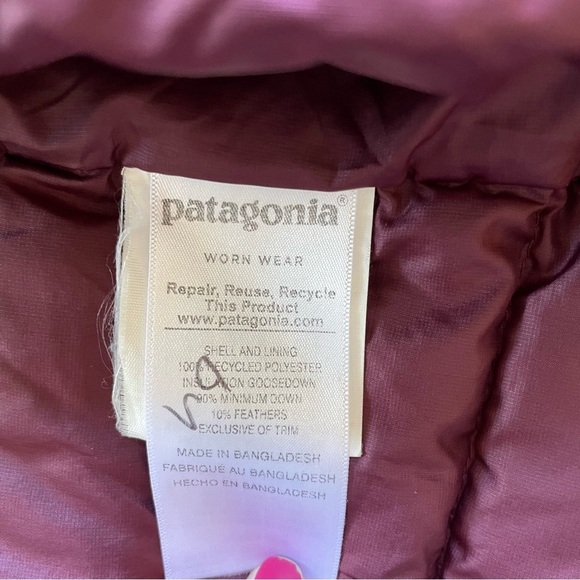 patagonia®
WORN WEAR
Repair, Reuse, Recycle
This Product
www.patagonia.com
SHELL AND LINING
100% RECYCLED POLYESTER
INSULATION GOOSEDOWN
90% MINIMUM DOWN
10% FEATHERS
EXCLUSIVE OF TRIM
MADE IN BANGLADESH
FABRIQUÉ AU BANGLADESH
HECHO EN BANGLADESH